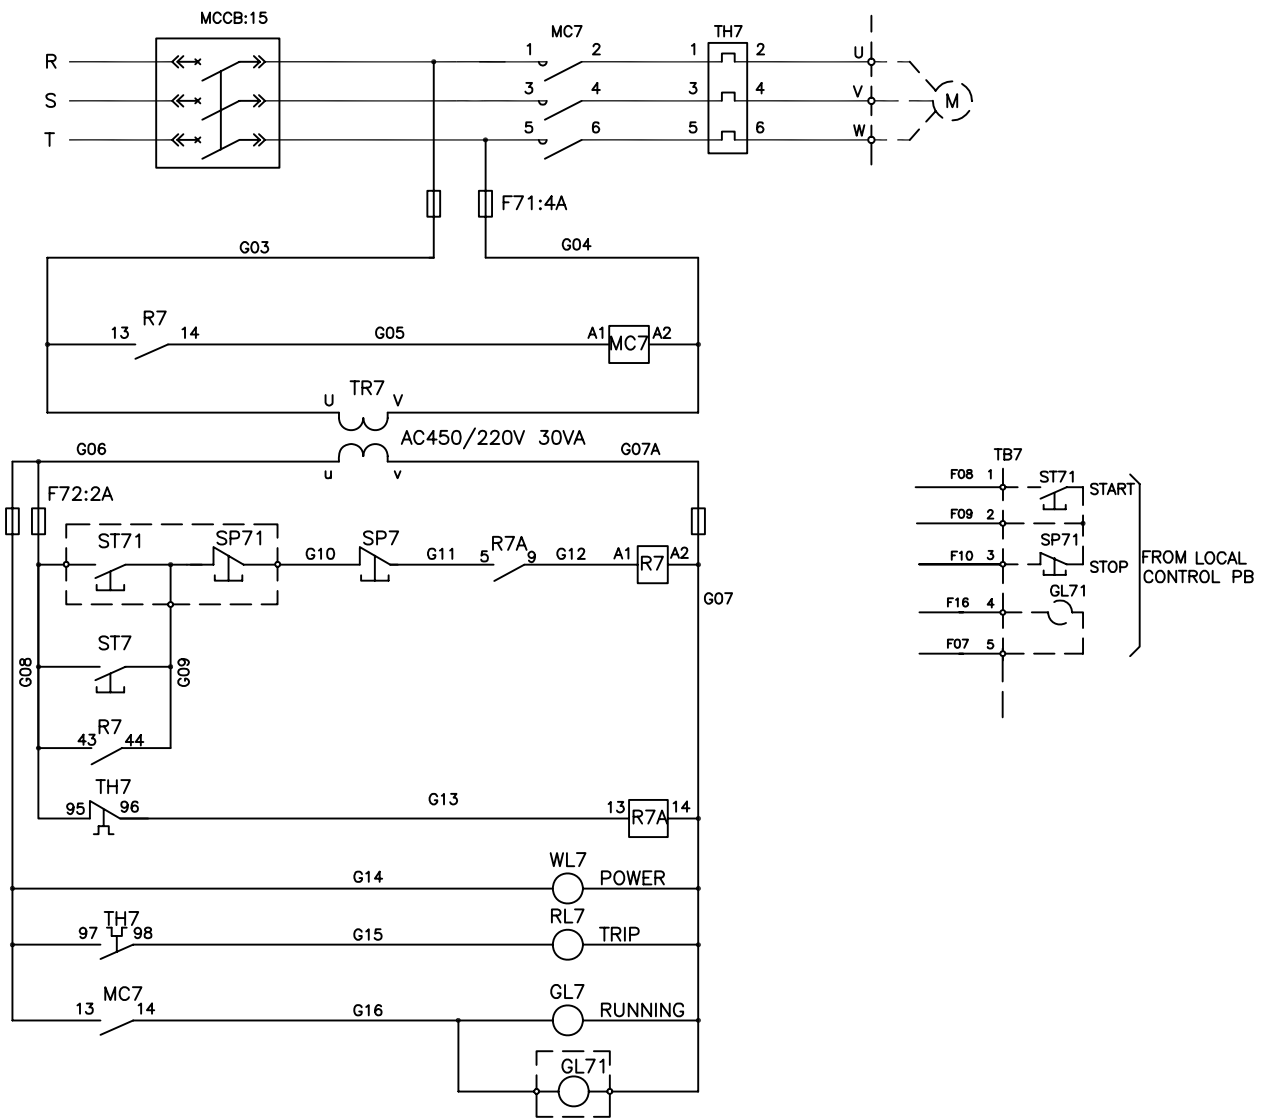 MCCB:15
R
S
T
MC7
1 2
3 4
5 6
TH7
1 2
3 4
5 6
U
V
W
M
F71:4A
G03
G04
R7
13 14
G05
A1 MC7 A2
TR7
U V
AC450/220V 30VA
G06
u v
G07A
F72:2A
ST71
SP71
G10
SP7
G11
R7A
5 9
G12
A1 R7 A2
G07
ST7
G08
G09
R7
43 44
TH7
95 96
G13
13 R7A 14
WL7
G14
POWER
TH7
97 98
G15
RL7
TRIP
MC7
13 14
G16
GL7
RUNNING
GL71
TB7
F08 1 ST71 START
F09 2
F10 3 SP71 STOP
F16 4 GL71
F07 5
FROM LOCAL
CONTROL PB